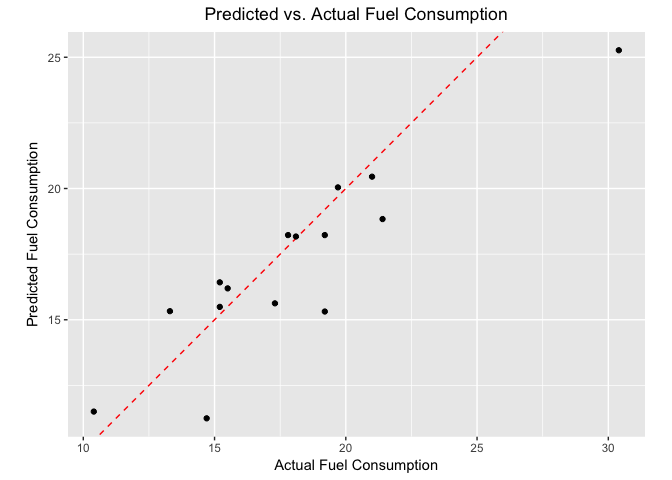 Predicted vs. Actual Fuel Consumption
Predicted Fuel Consumption
25
20
15
10 15 20 25 30
Actual Fuel Consumption